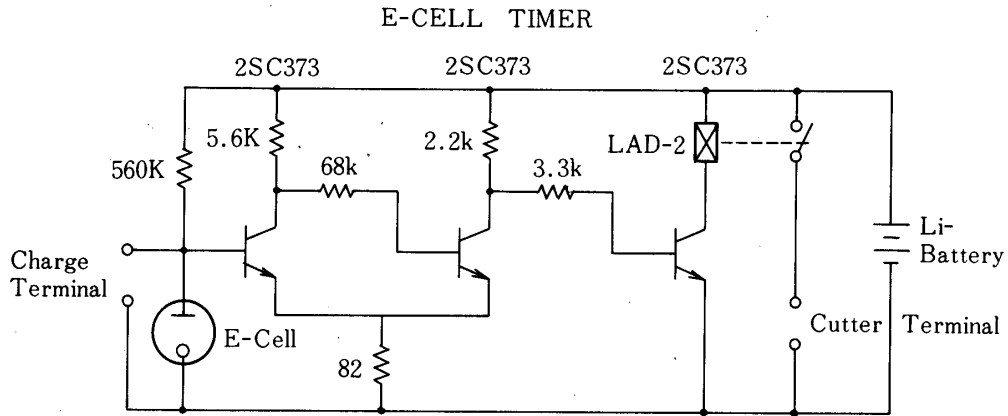 E-CELL TIMER
2SC373 2SC373 2SC373
5.6K
2.2k
LAD-2
560K
68k
3.3k
Charge
Terminal
Li-
Battery
E-Cell
Cutter Terminal
82